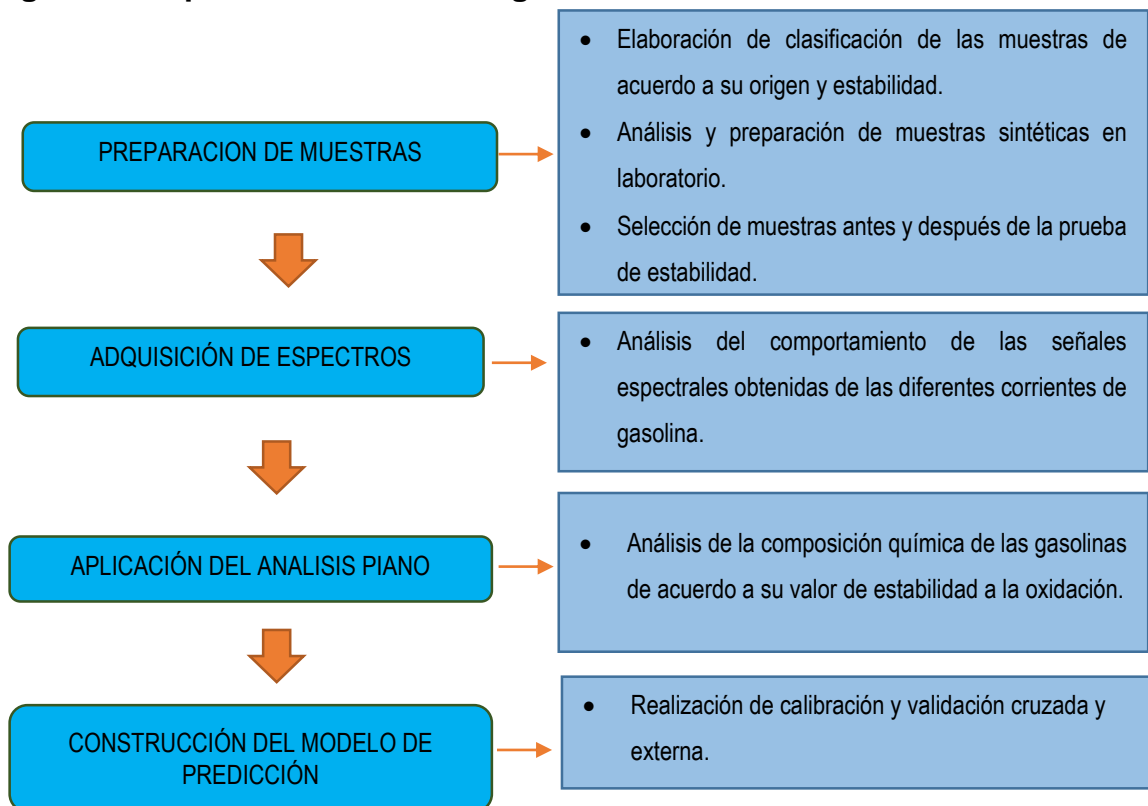 PREPARACION DE MUESTRAS
• Elaboración de clasificación de las muestras de
acuerdo a su origen y estabilidad.
• Análisis y preparación de muestras sintéticas en
laboratorio.
• Selección de muestras antes y después de la prueba
de estabilidad.
ADQUISICIÓN DE ESPECTROS
• Análisis del comportamiento de las señales
espectrales obtenidas de las diferentes corrientes de
gasolina.
APLICACIÓN DEL ANALISIS PIANO
• Análisis de la composición química de las gasolinas
de acuerdo a su valor de estabilidad a la oxidación.
CONSTRUCCIÓN DEL MODELO DE
PREDICCIÓN
• Realización de calibración y validación cruzada y
externa.